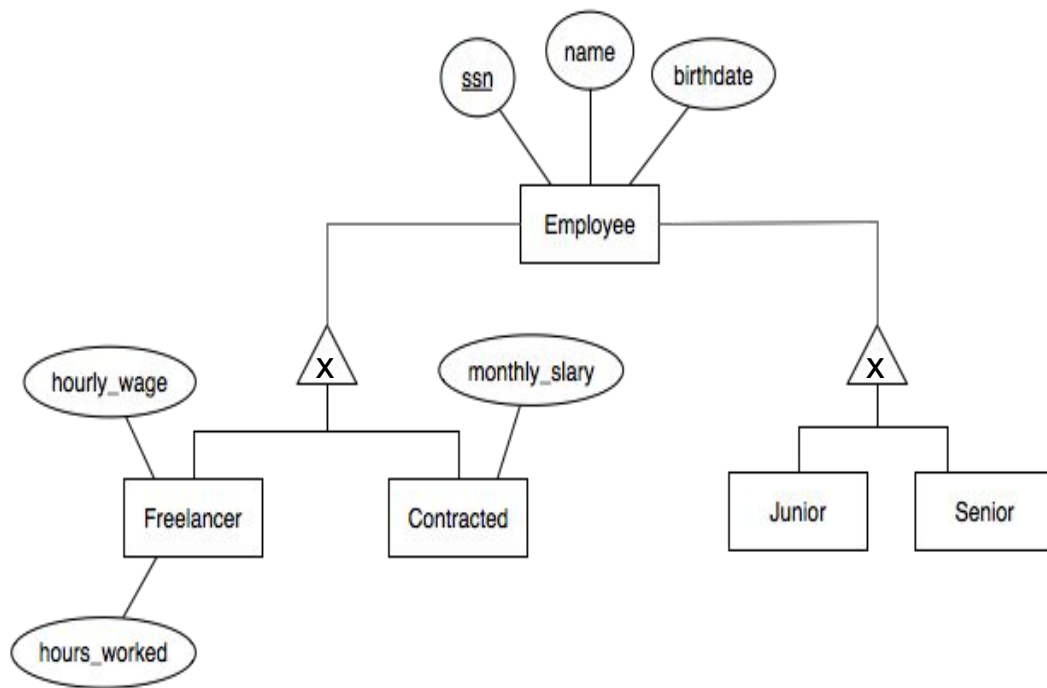 ssn
name
birthdate
Employee
X
X
hourly_wage
monthly_slary
Freelancer
Contracted
Junior
Senior
hours_worked